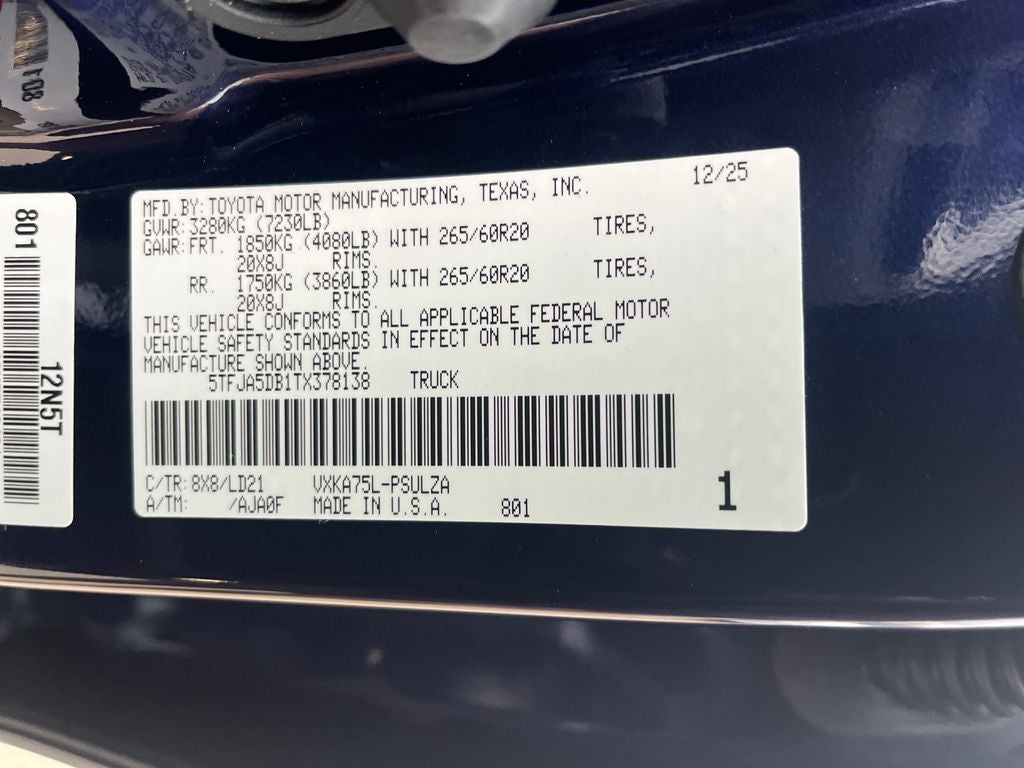 801
12N5T
MFD.BY:TOYOTA MOTOR MANUFACTURING, TEXAS, INC. 12/25
GVWR:3280KG (7230LB)
GAWR:FRT. 1850KG (4080LB) WITH 265/60R20 TIRES,
20X8J RIMS.
RR. 1750KG (3860LB) WITH 265/60R20 TIRES,
20X8J RIMS.
THIS VEHICLE CONFORMS TO ALL APPLICABLE FEDERAL MOTOR
VEHICLE SAFETY STANDARDS IN EFFECT ON THE DATE OF
MANUFACTURE SHOWN ABOVE.
5TFJA5DB1TX378138 TRUCK
C/TR:8X8/LD21 VXKA75L-PSULZA
A/TM: /AJA0F MADE IN U.S.A. 801
1